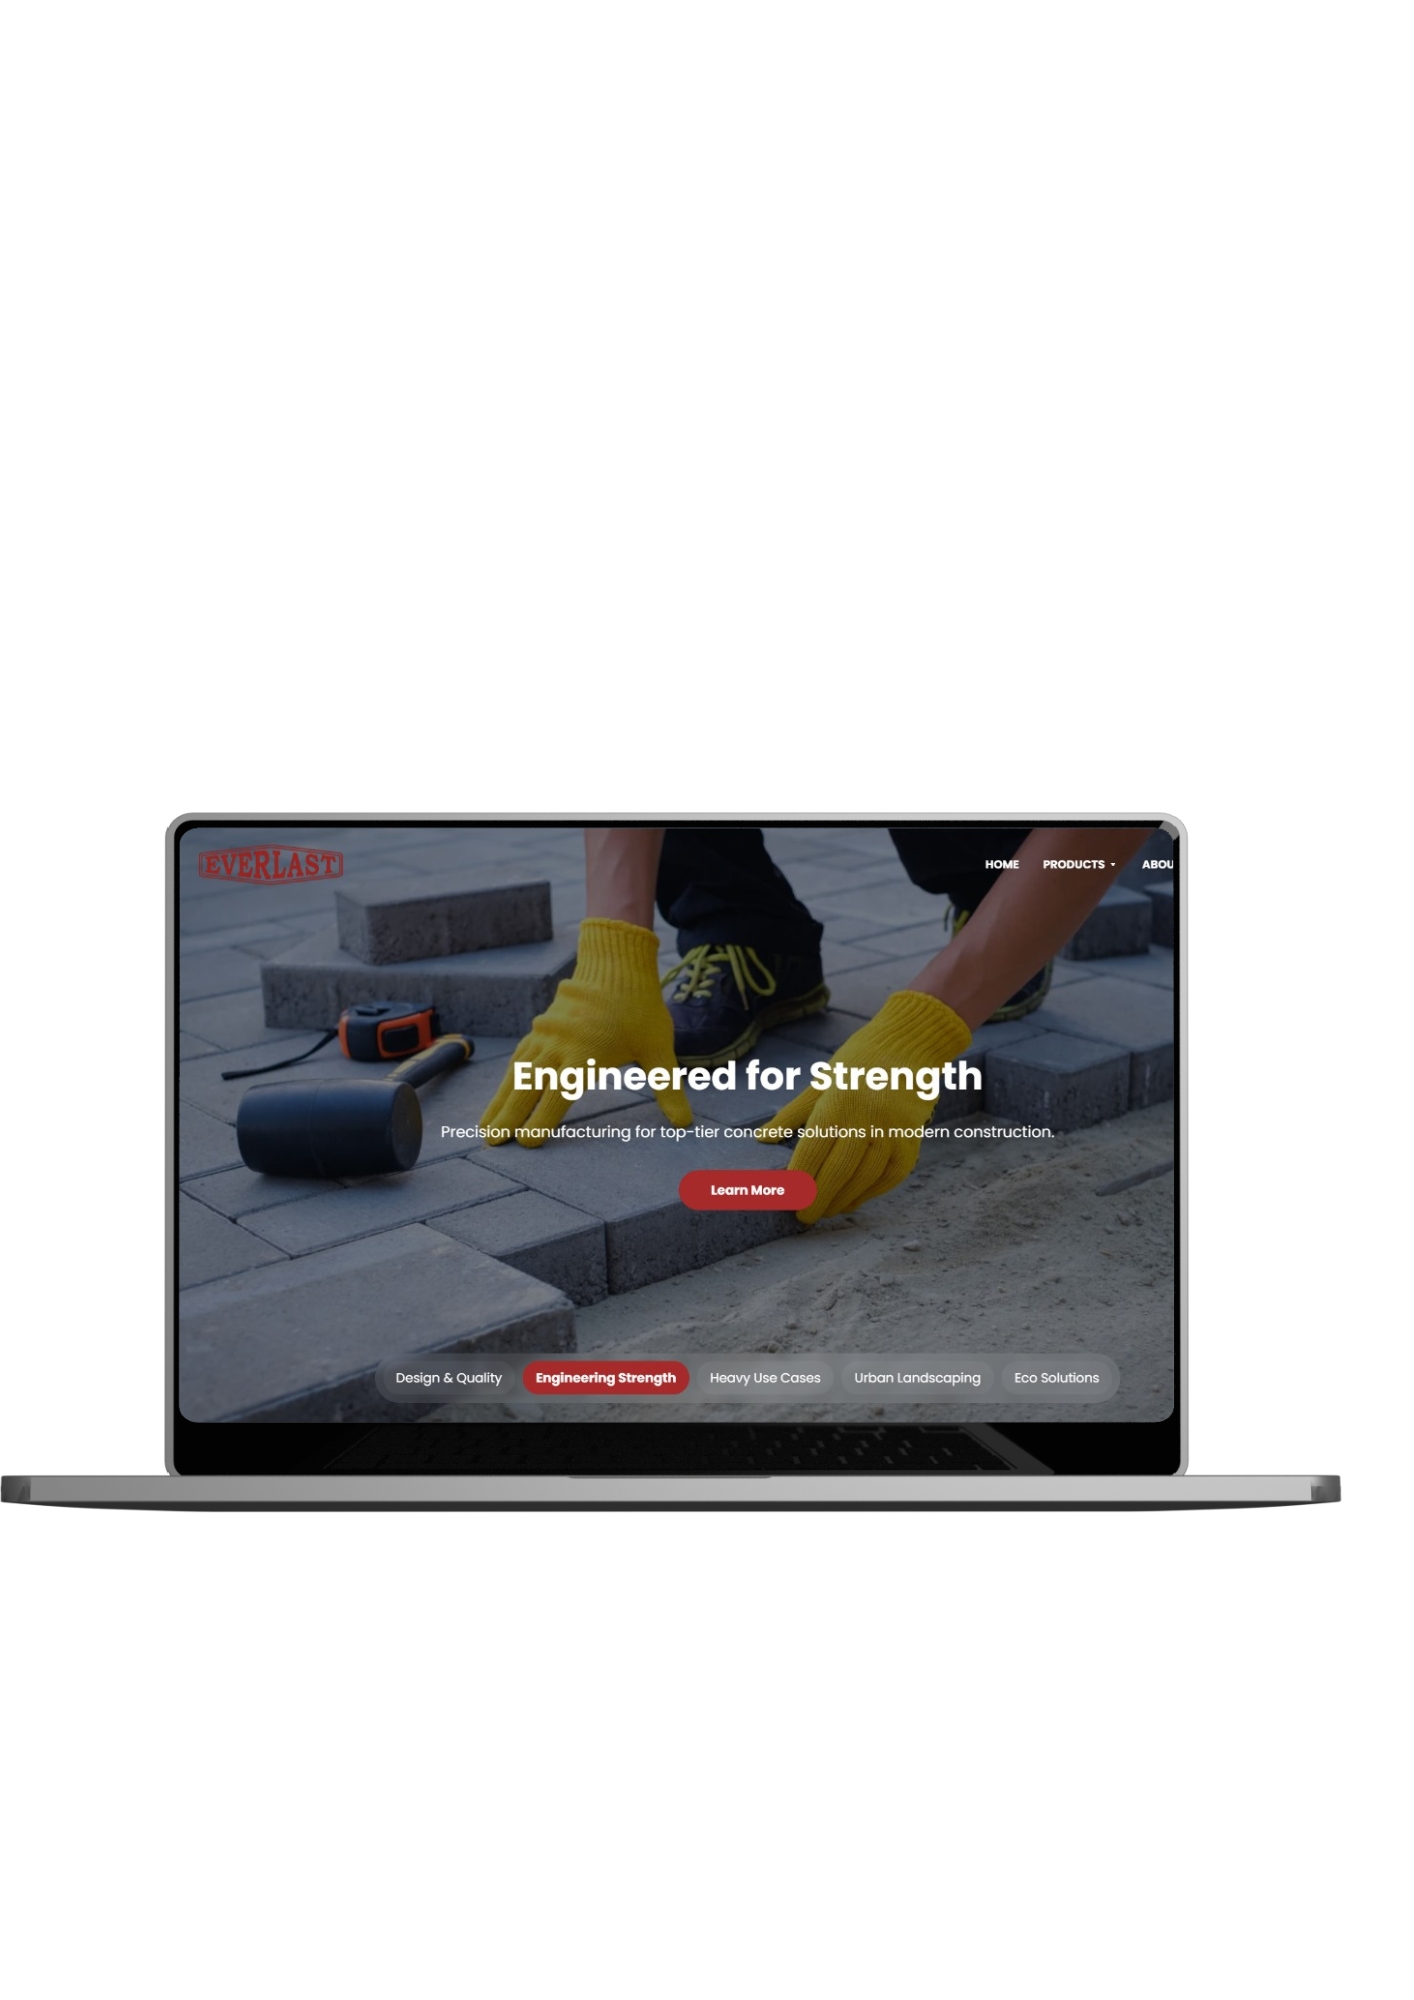 EVERLAST
HOME PRODUCTS ABOU
Engineered for Strength
Precision manufacturing for top-tier concrete solutions in modern construction.
Learn More
Design & Quality Engineering Strength Heavy Use Cases Urban Landscaping Eco Solutions